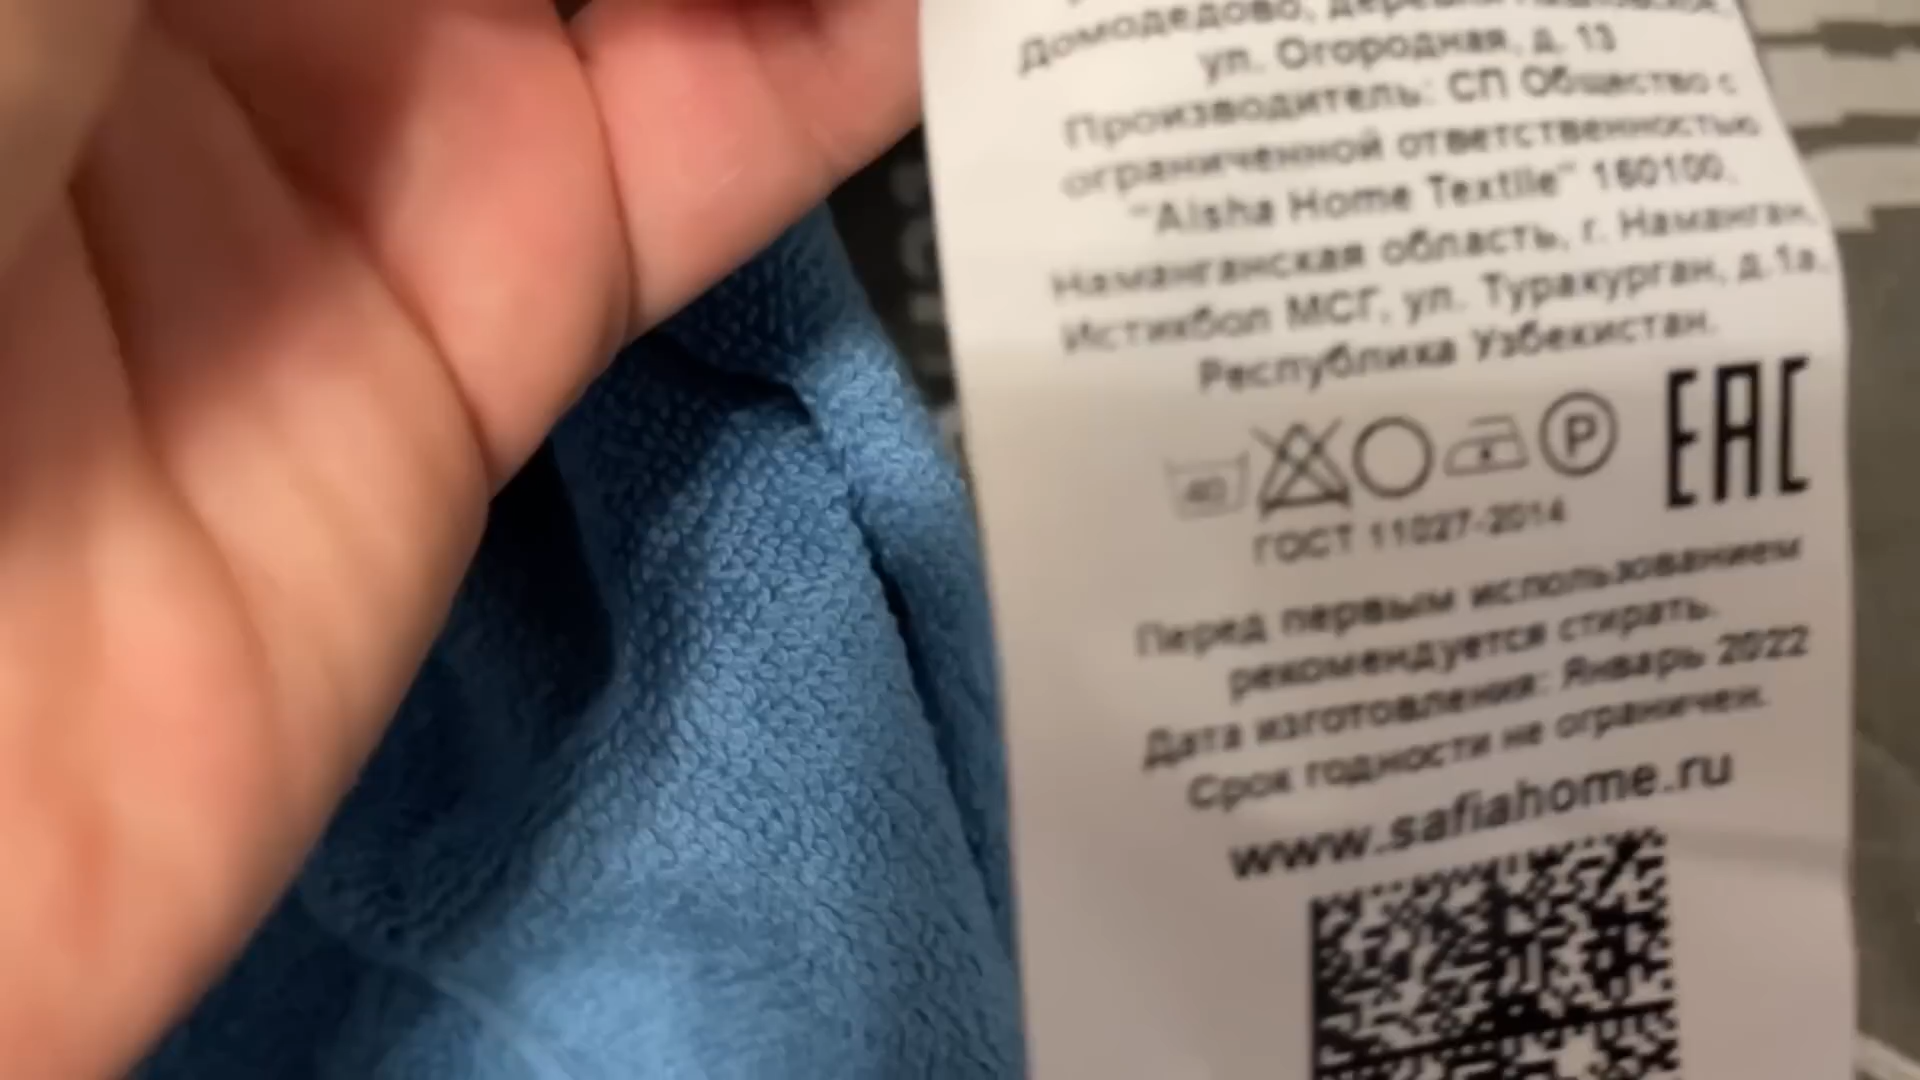 Домодедово, деревня
ул. Огородная, д. 13
Производитель: СП Общество с
ограниченной ответственностью
"Aisha Home Textile" 160100,
Наманганская область, г. Наманган,
Истикбол МСГ, ул. Туракурган, д.1а.
Республика Узбекистан.
40 P EAC
ГОСТ 11027-2014
Перед первым использованием
рекомендуется стирать.
Дата изготовления: Январь 2022
Срок годности не ограничен.
www.safiahome.ru